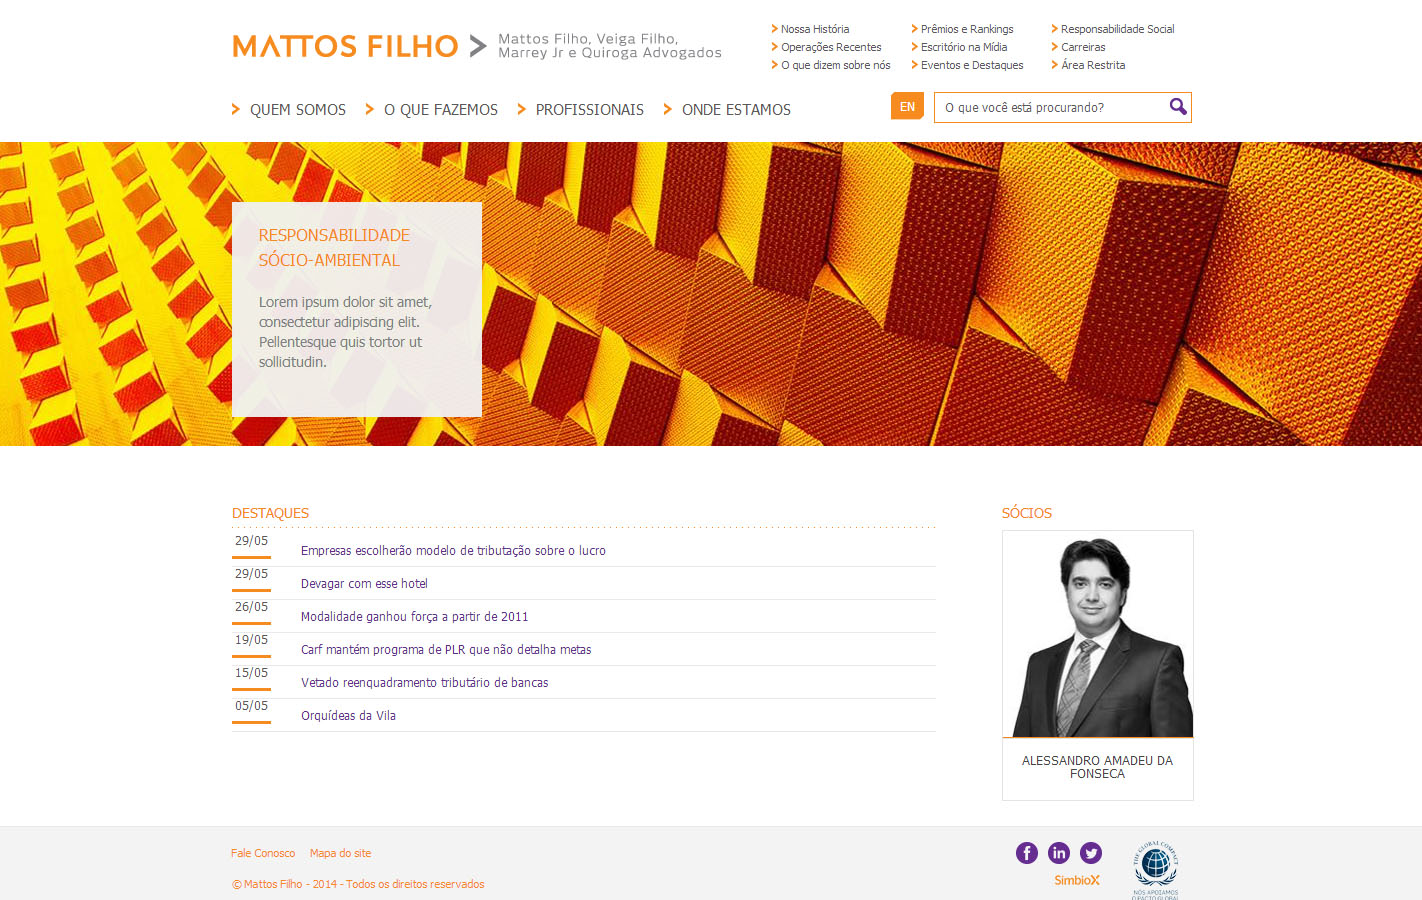 MATTOS FILHO
Mattos Filho, Veiga Filho,
Marrey Jr e Quiroga Advogados
Nossa História
Prêmios e Rankings
Responsabilidade Social
Operações Recentes
Escritório na Mídia
Carreiras
O que dizem sobre nós
Eventos e Destaques
Área Restrita
QUEM SOMOS
O QUE FAZEMOS
PROFISSIONAIS
ONDE ESTAMOS
EN
O que você está procurando?
RESPONSABILIDADE
SÓCIO-AMBIENTAL
Lorem ipsum dolor sit amet,
consectetur adipiscing elit.
Pellentesque quis tortor ut
sollicitudin.
DESTAQUES
29/05
Empresas escolherão modelo de tributação sobre o lucro
29/05
Devagar com esse hotel
26/05
Modalidade ganhou força a partir de 2011
19/05
Carf mantém programa de PLR que não detalha metas
15/05
Vetado reenquadramento tributário de bancas
05/05
Orquídeas da Vila
SÓCIOS
ALESSANDRO AMADEU DA
FONSECA
Fale Conosco
Mapa do site
© Mattos Filho - 2014 - Todos os direitos reservados
f
in
SimbioX
THE GLOBAL COMPACT
NÓS APOIAMOS
O PACTO GLOBAL